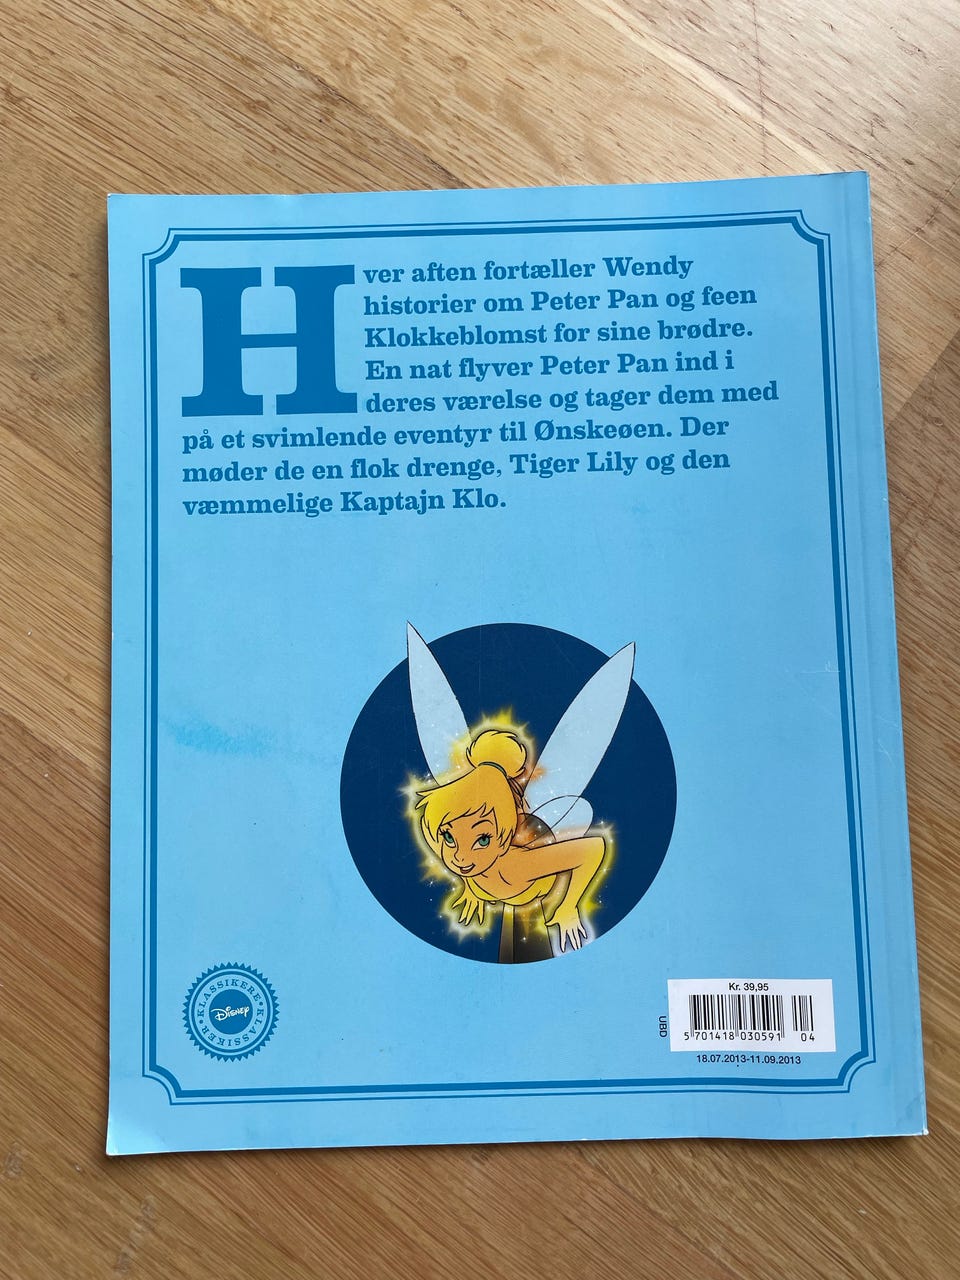 Hver aften fortæller Wendy
historier om Peter Pan og feen
Klokkeblomst for sine brødre.
En nat flyver Peter Pan ind i
deres værelse og tager dem med
på et svimlende eventyr til Ønskeøen. Der
møder de en flok drenge, Tiger Lily og den
væmmelige Kaptajn Klo.
KLASSIKERE • KLASSIKER •
Disney
Kr. 39,95
UBD
5 701418 030591 04
18.07.2013-11.09.2013